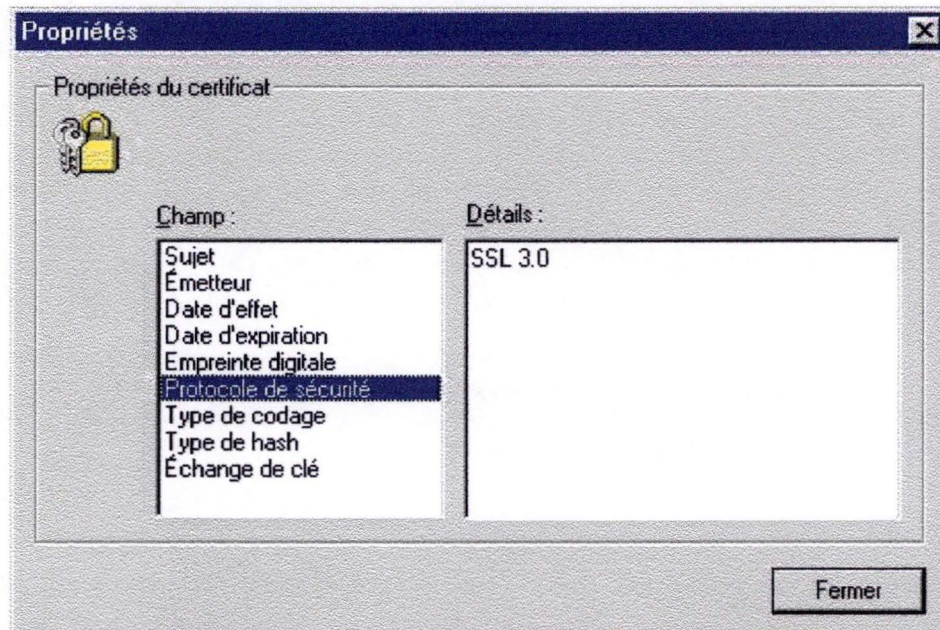 Propriétés
Propriétés du certificat
Champ :
Détails :
Sujet
Émetteur
Date d'effet
Date d'expiration
Empreinte digitale
Protocole de sécurité
Type de codage
Type de hash
Échange de clé
SSL 3.0
Fermer